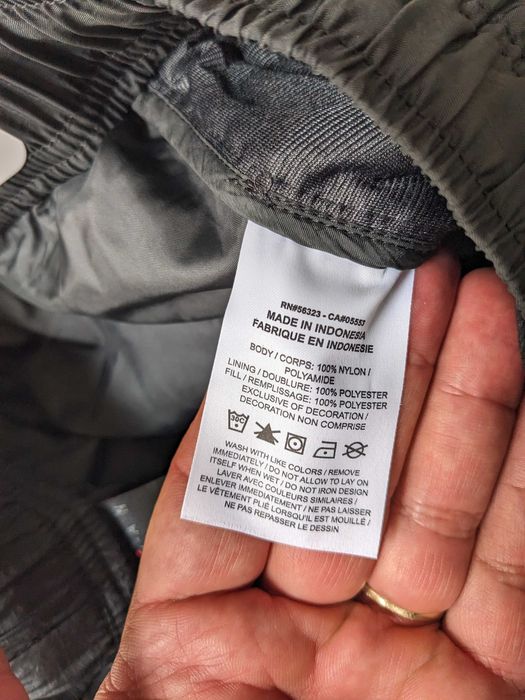 RN#56323 - CA#05553
MADE IN INDONESIA
FABRIQUE EN INDONESIE
BODY / CORPS: 100% NYLON /
POLYAMIDE
LINING / DOUBLURE: 100% POLYESTER
FILL / REMPLISSAGE: 100% POLYESTER
EXCLUSIVE OF DECORATION /
DECORATION NON COMPRISE
30C
WASH WITH LIKE COLORS / REMOVE
IMMEDIATELY / DO NOT ALLOW TO LAY ON
ITSELF WHEN WET / DO NOT IRON DESIGN
LAVER AVEC COULEURS SIMILAIRES /
ENLEVER IMMEDIATEMENT / NE PAS LAISSER
LE VÊTEMENT PLIÉ LORSQU'IL EST MOUILLÉ /
NE PAS REPASSER LE DESSIN